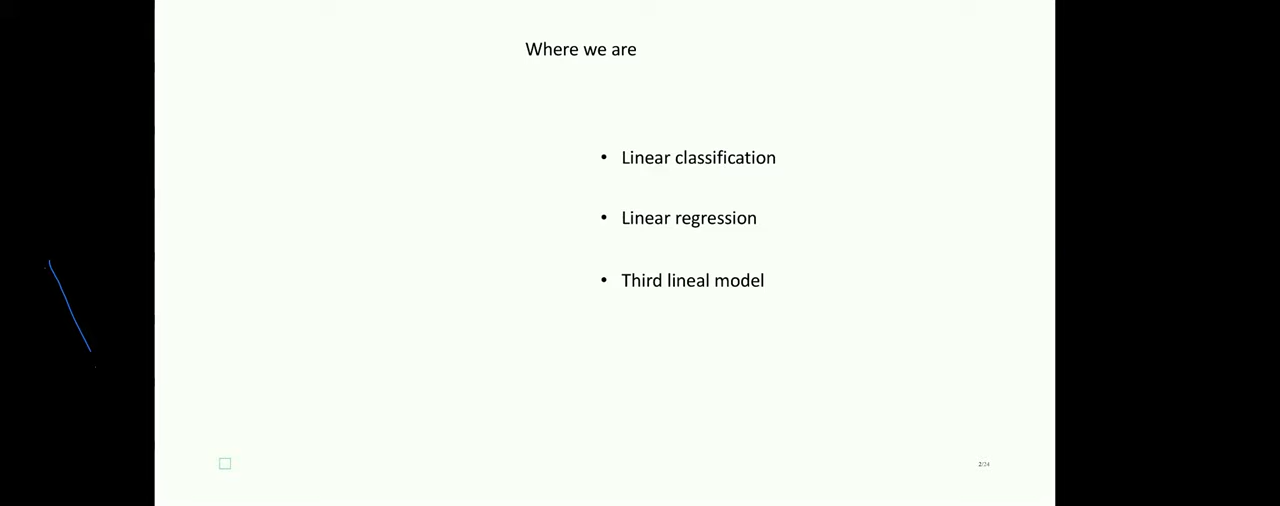 Where we are
• Linear classification
• Linear regression
• Third lineal model
2/24